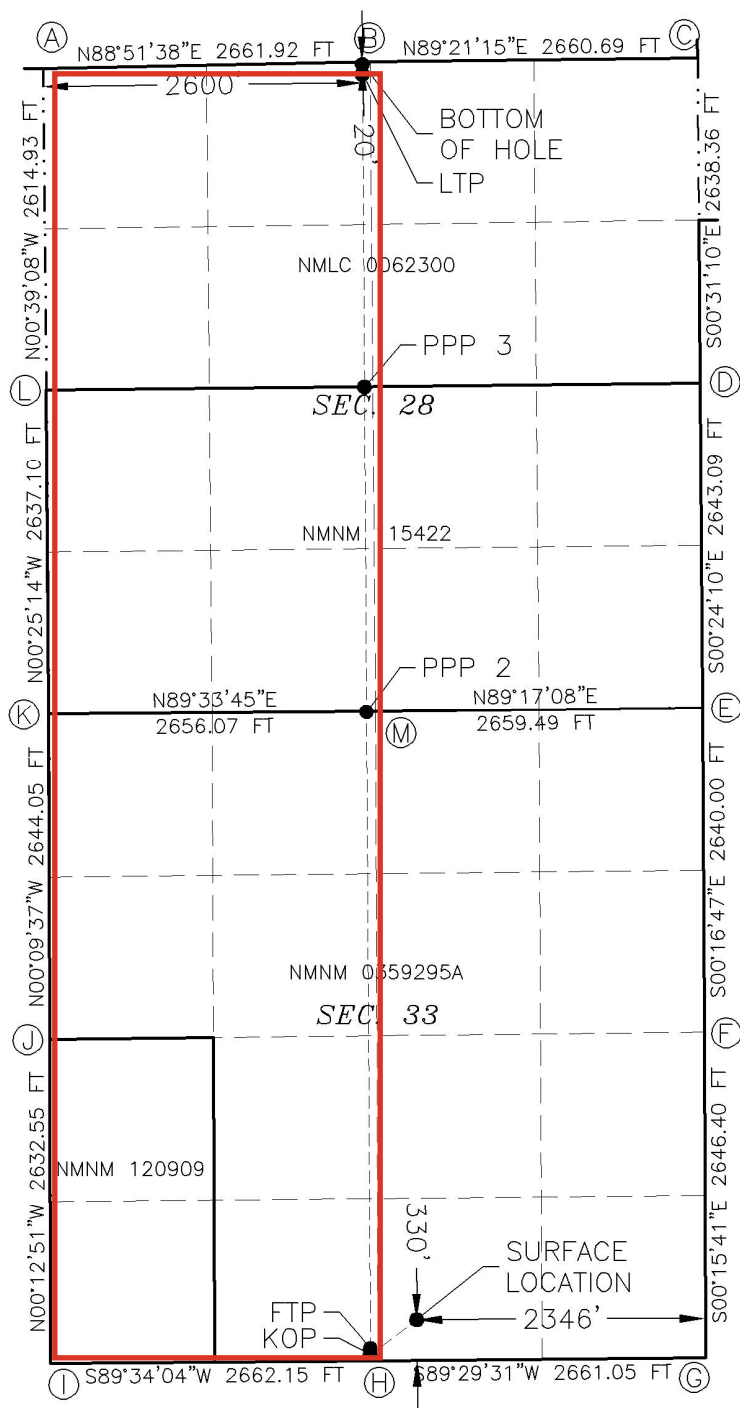 A
B
C
N88°51'38"E 2661.92 FT
N89°21'15"E 2660.69 FT
2600'
20'
BOTTOM
OF HOLE
LTP
N00°39'08"W 2614.93 FT
S00°31'10"E 2638.36 FT
NMLC 0062300
PPP 3
L
D
SEC. 28
N00°25'14"W 2637.10 FT
S00°24'10"E 2643.09 FT
NMNM 15422
PPP 2
N89°33'45"E
2656.07 FT
N89°17'08"E
2659.49 FT
K
M
E
N00°09'37"W 2644.05 FT
S00°16'47"E 2640.00 FT
NMNM 0359295A
SEC. 33
J
F
N00°12'51"W 2632.55 FT
S00°15'41"E 2646.40 FT
NMNM 120909
330'
SURFACE
LOCATION
2346'
FTP
KOP
I
S89°34'04"W 2662.15 FT
H
S89°29'31"W 2661.05 FT
G